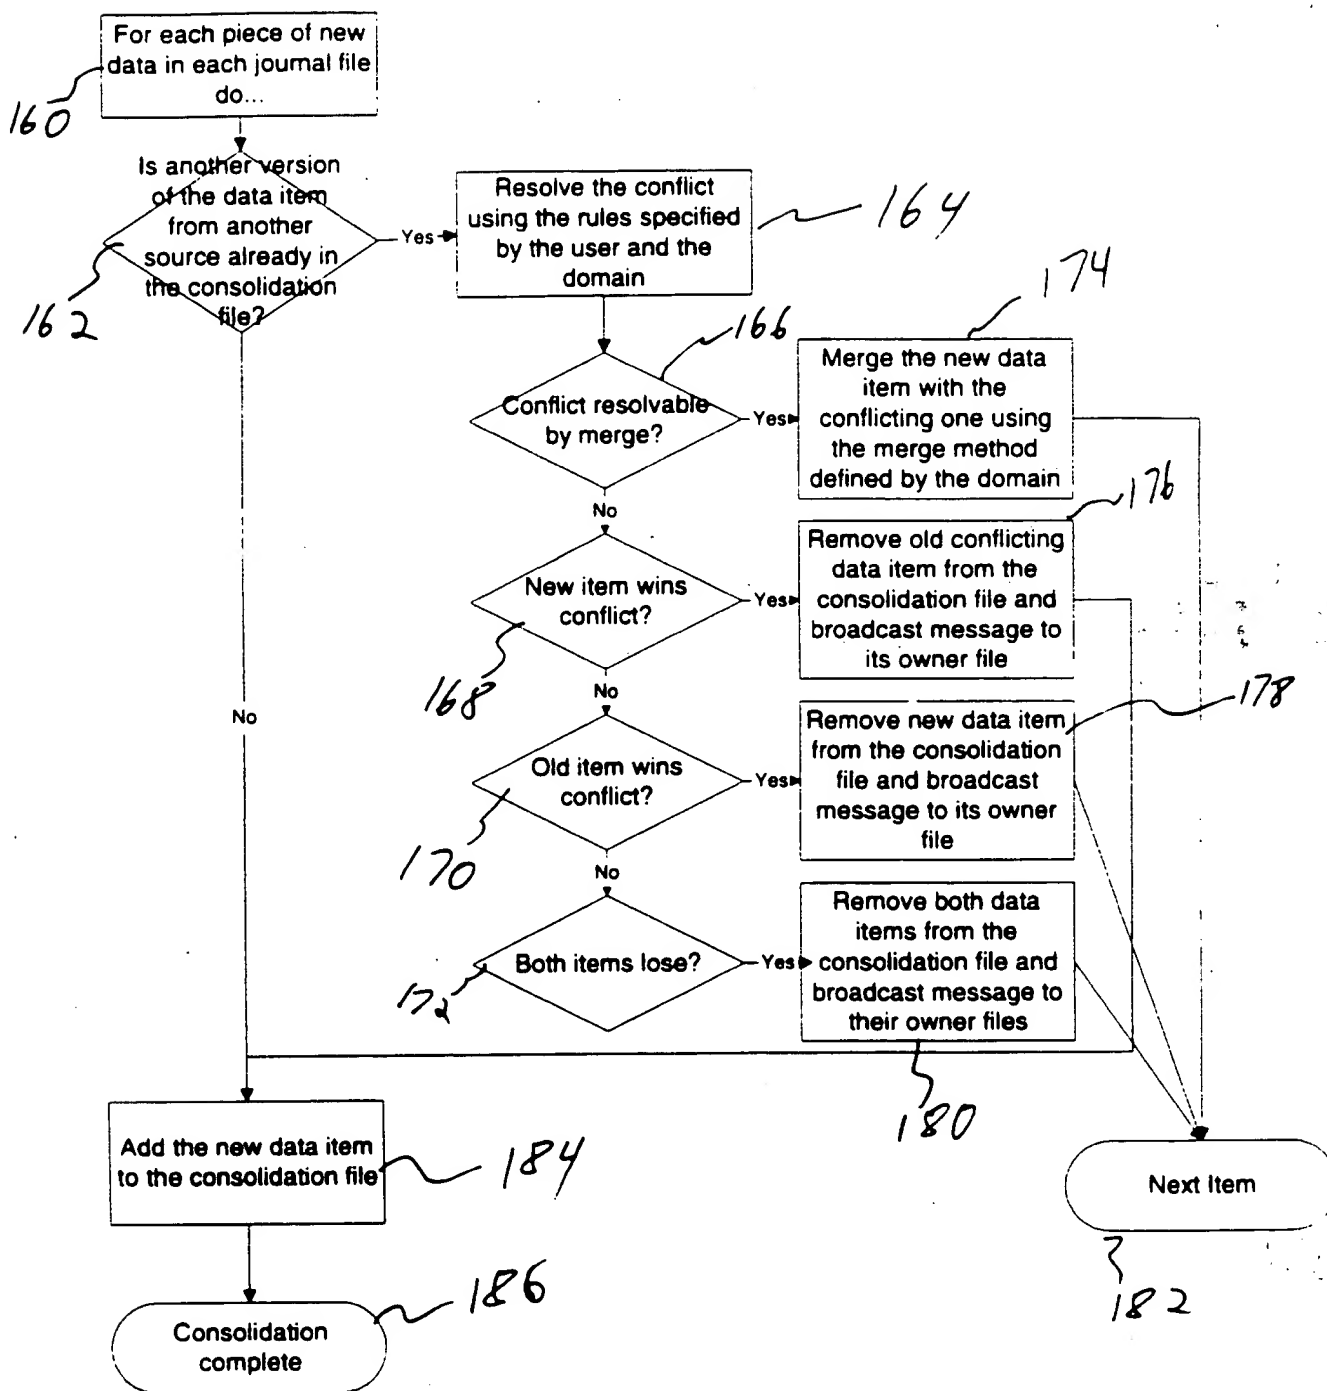 For each piece of new
data in each journal file
do...
160
Is another version
of the data item
from another
source already in
the consolidation
file?
162
Yes
Resolve the conflict
using the rules specified
by the user and the
domain
164
166
174
Conflict resolvable
by merge?
Yes
Merge the new data
item with the
conflicting one using
the merge method
defined by the domain
No
176
New item wins
conflict?
168
Yes
Remove old conflicting
data item from the
consolidation file and
broadcast message to
its owner file
No
No
178
Old item wins
conflict?
170
Yes
Remove new data item
from the consolidation
file and broadcast
message to its owner
file
No
Both items lose?
172
Yes
Remove both data
items from the
consolidation file and
broadcast message to
their owner files
180
Add the new data item
to the consolidation file
184
Next Item
182
186
Consolidation
complete